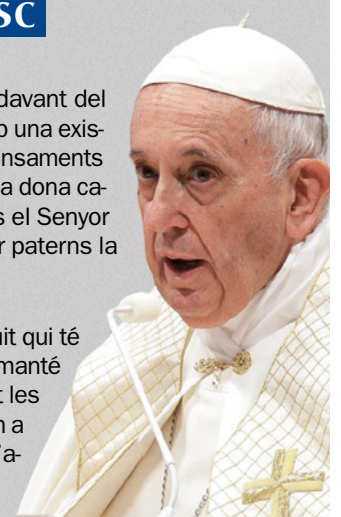 SC
davant del
una exis-
nsaments
a dona ca-
s el Senyor
r paterns la
uit qui té
manté
t les
n a
'a-